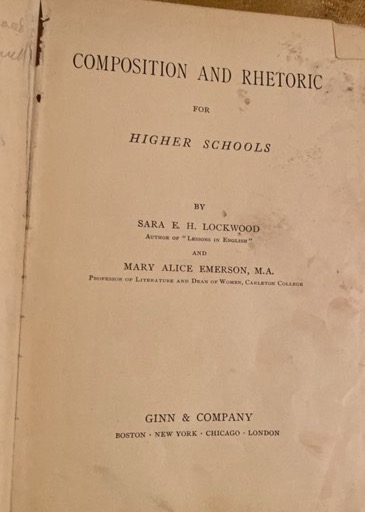 COMPOSITION AND RHETORIC
FOR
HIGHER SCHOOLS
BY
SARA E. H. LOCKWOOD
AUTHOR OF "LESSONS IN ENGLISH"
AND
MARY ALICE EMERSON, M.A.
PROFESSOR OF LITERATURE AND DEAN OF WOMEN, CARLETON COLLEGE
GINN & COMPANY
BOSTON · NEW YORK · CHICAGO · LONDON